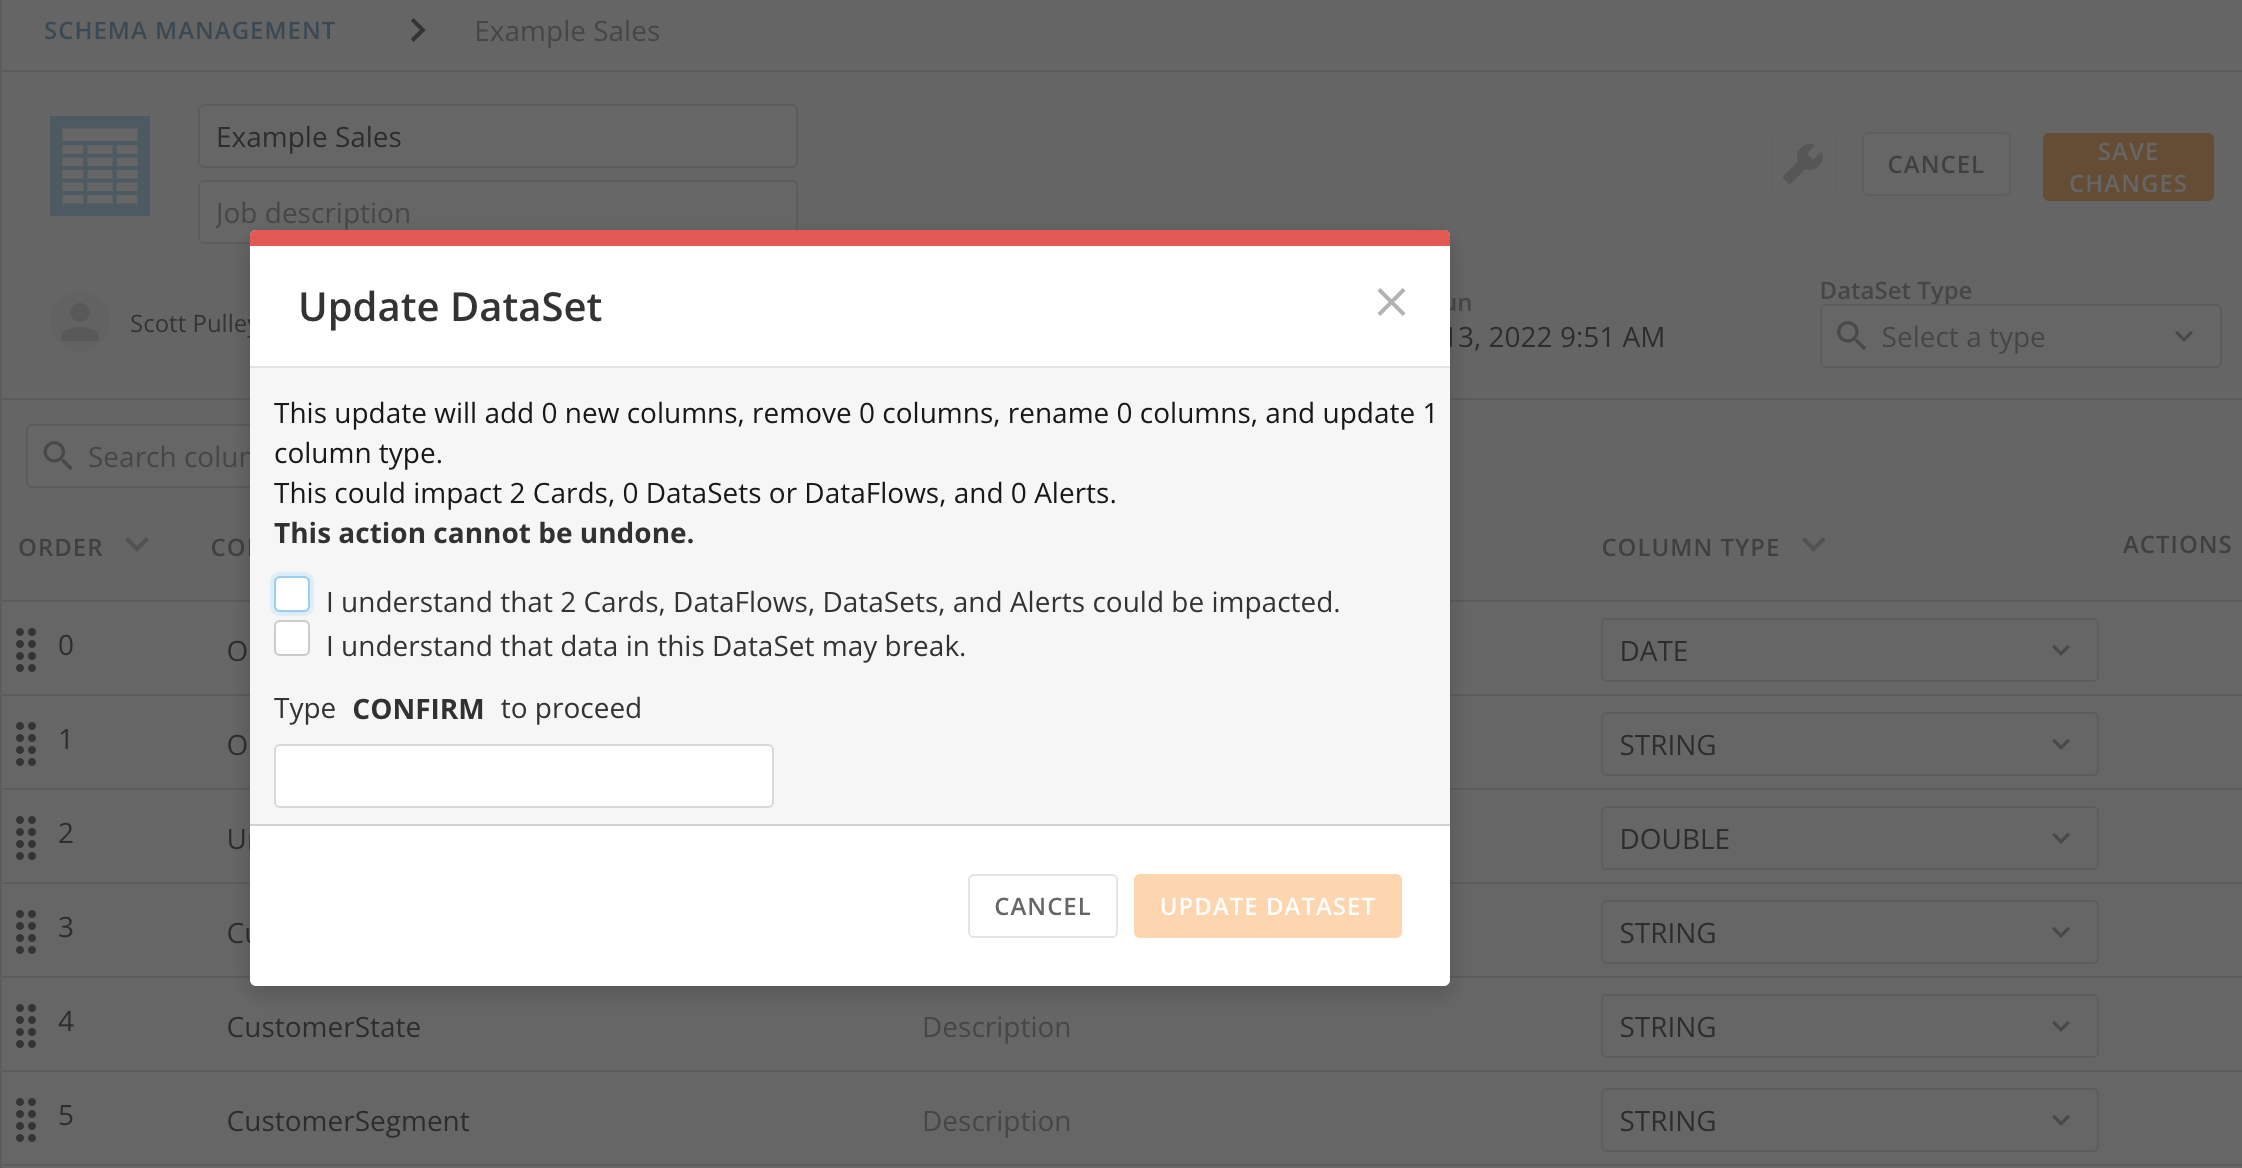 SCHEMA MANAGEMENT
Example Sales
Example Sales
Job description
CANCEL
SAVE
CHANGES
Scott Pulley
13, 2022 9:51 AM
DataSet Type
Select a type
Update DataSet
This update will add 0 new columns, remove 0 columns, rename 0 columns, and update 1
column type.
This could impact 2 Cards, 0 DataSets or DataFlows, and 0 Alerts.
This action cannot be undone.
I understand that 2 Cards, DataFlows, DataSets, and Alerts could be impacted.
I understand that data in this DataSet may break.
Type CONFIRM to proceed
CANCEL
UPDATE DATASET
Search
ORDER
COLUMN TYPE
ACTIONS
0
DATE
1
STRING
2
DOUBLE
3
STRING
4
CustomerState
Description
STRING
5
CustomerSegment
Description
STRING